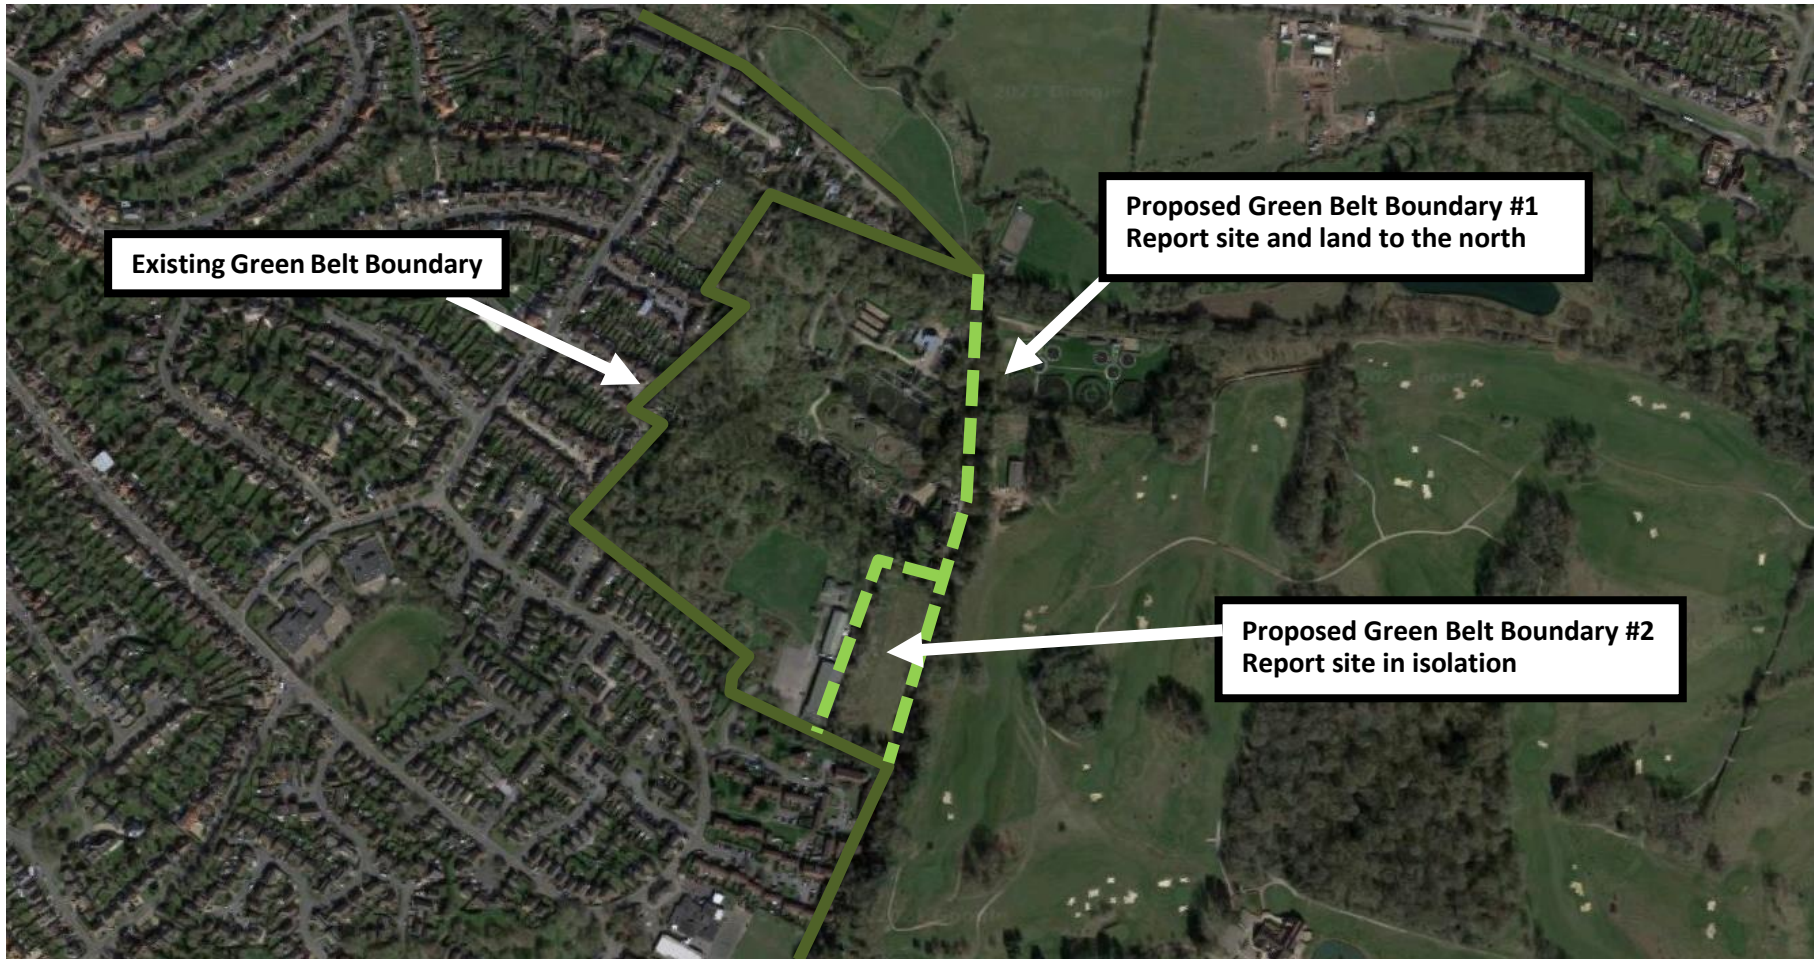 Proposed Green Belt Boundary #1
Report site and land to the north
Existing Green Belt Boundary
Proposed Green Belt Boundary #2
Report site in isolation